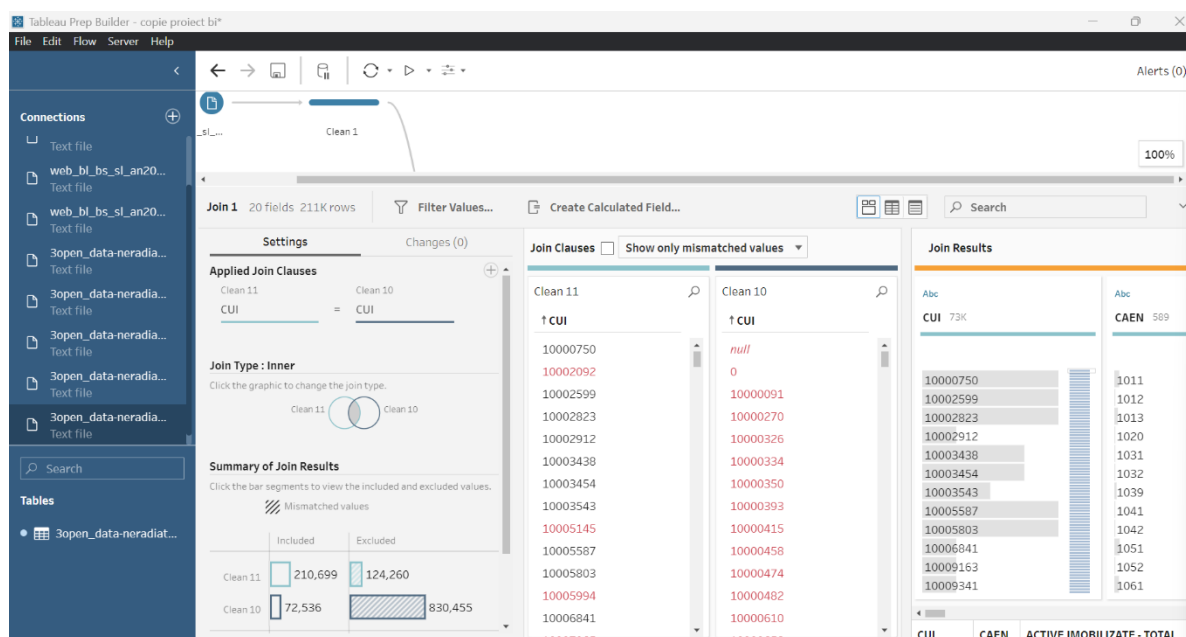 Tableau Prep Builder - copie proiect bi*
File Edit Flow Server Help
Alerts (0)
Connections
Text file
web_bl_bs_sl_an20...
Text file
web_bl_bs_sl_an20...
Text file
3open_data-neradia...
Text file
3open_data-neradia...
Text file
3open_data-neradia...
Text file
3open_data-neradia...
Text file
3open_data-neradia...
Text file
Search
Tables
3open_data-neradiat...
_sl_...
Clean 1
100%
Join 1 20 fields 211K rows
Filter Values...
Create Calculated Field...
Search
Settings
Changes (0)
Applied Join Clauses
Clean 11
Clean 10
CUI = CUI
Join Type : Inner
Click the graphic to change the join type.
Clean 11
Clean 10
Summary of Join Results
Click the bar segments to view the included and excluded values.
Mismatched values
Included Excluded
Clean 11 210,699 124,260
Clean 10 72,536 830,455
Join Clauses
Show only mismatched values
Clean 11
CUI
10000750
10002092
10002599
10002823
10002912
10003438
10003454
10003543
10005145
10005587
10005803
10005994
10006841
Clean 10
CUI
null
0
10000091
10000270
10000326
10000334
10000350
10000393
10000415
10000458
10000474
10000482
10000610
Join Results
Abc
CUI 73K
10000750
10002599
10002823
10002912
10003438
10003454
10003543
10005587
10005803
10006841
10009163
10009341
Abc
CAEN 589
1011
1012
1013
1020
1031
1032
1039
1041
1042
1051
1052
1061
CUI CAEN ACTIVE IMOBILIZATE - TOTAL